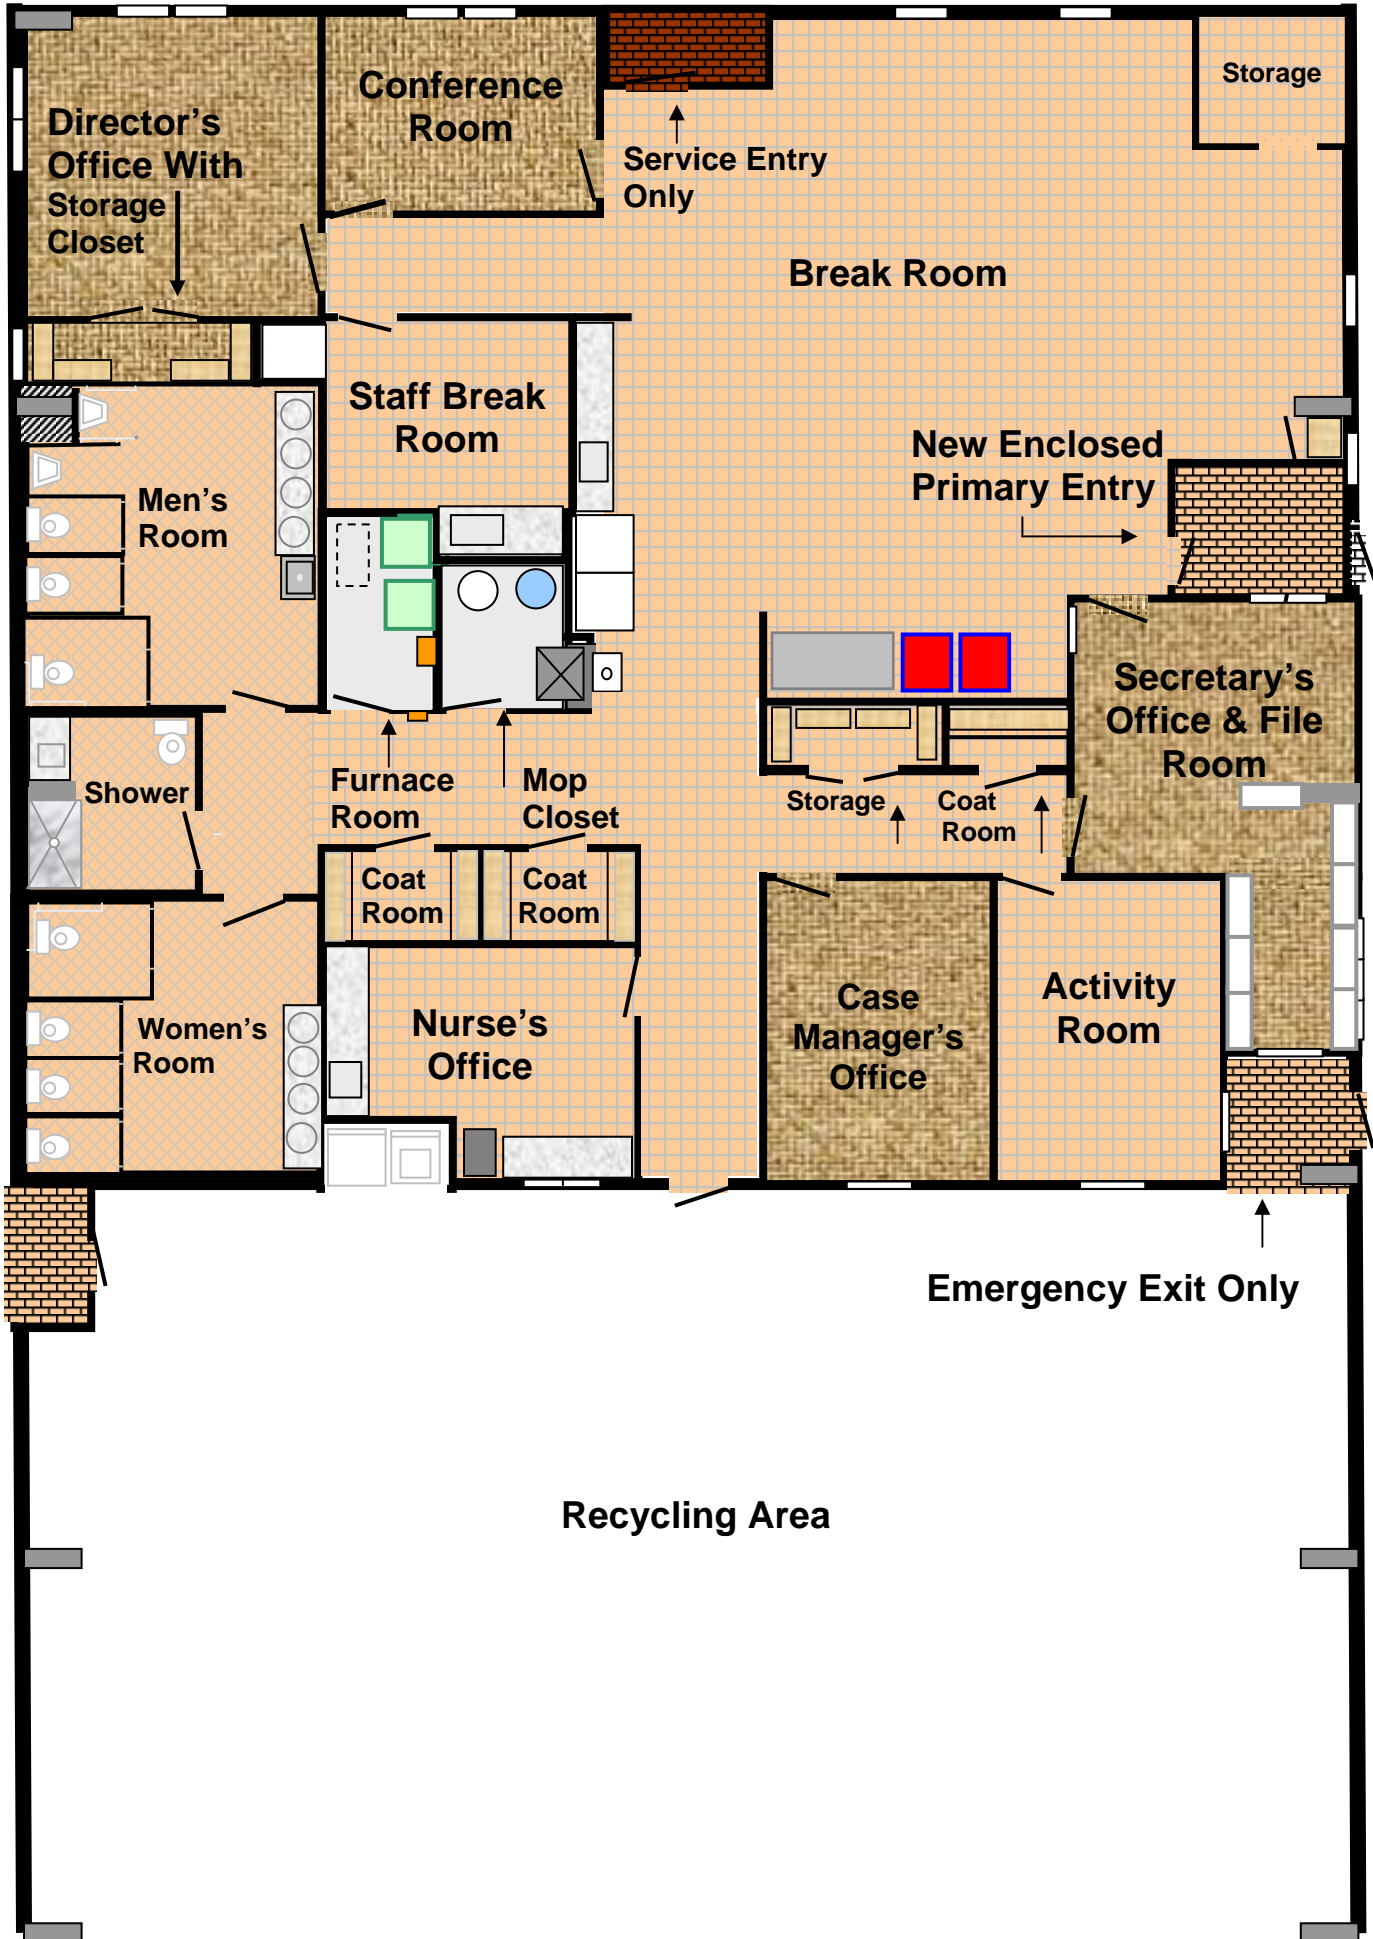 Director's
Office With
Storage
Closet
Conference
Room
Service Entry
Only
Storage
Break Room
Staff Break
Room
New Enclosed
Primary Entry
Men's
Room
Secretary's
Office & File
Room
Shower
Furnace
Room
Mop
Closet
Storage
Coat
Room
Coat
Room
Coat
Room
Women's
Room
Nurse's
Office
Case
Manager's
Office
Activity
Room
Emergency Exit Only
Recycling Area